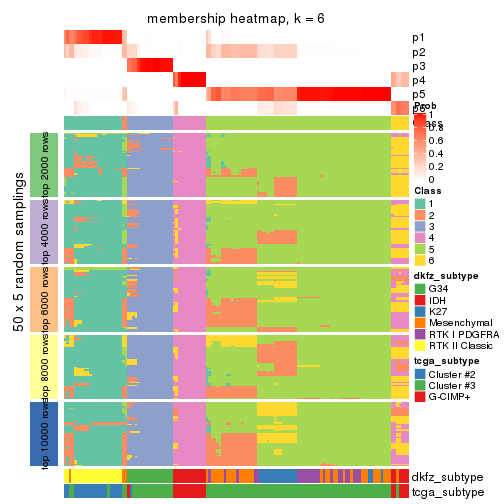 membership heatmap, k = 6
p1
p2
p3
p4
p5
p6
Class
50 x 5 random samplings
top 2000 rows
top 4000 rows
top 6000 rows
top 8000 rows
top 10000 rows
Prob
1
0.8
0.6
0.4
0.2
0
Class
1
2
3
4
5
6
dkfz_subtype
G34
IDH
K27
Mesenchymal
RTK I PDGFRA
RTK II Classic
tcga_subtype
Cluster #2
Cluster #3
G-CIMP+
dkfz_subtype
tcga_subtype